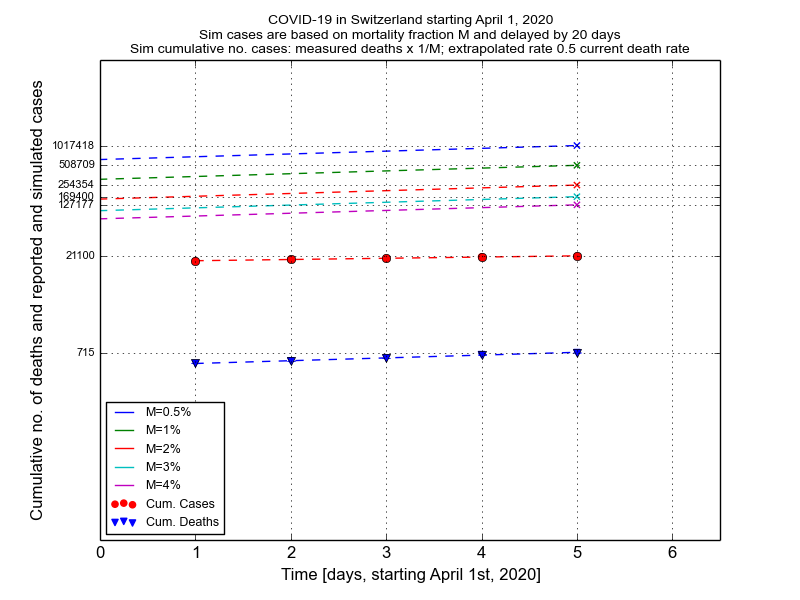 COVID-19 in Switzerland starting April 1, 2020
Sim cases are based on mortality fraction M and delayed by 20 days
Sim cumulative no. cases: measured deaths x 1/M; extrapolated rate 0.5 current death rate
Cumulative no. of deaths and reported and simulated cases
1017418
508709
254354
169400
127177
21100
715
M=0.5%
M=1%
M=2%
M=3%
M=4%
Cum. Cases
Cum. Deaths
0 1 2 3 4 5 6
Time [days, starting April 1st, 2020]